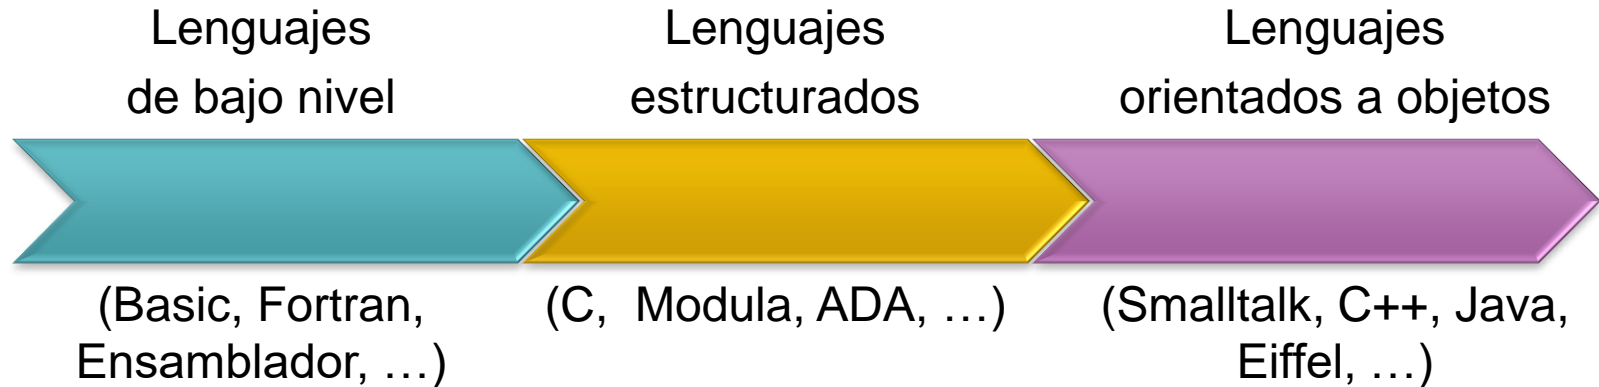 Lenguajes
de bajo nivel
Lenguajes
estructurados
Lenguajes
orientados a objetos
(Basic, Fortran,
Ensamblador, …)
(C, Modula, ADA, …)
(Smalltalk, C++, Java,
Eiffel, …)